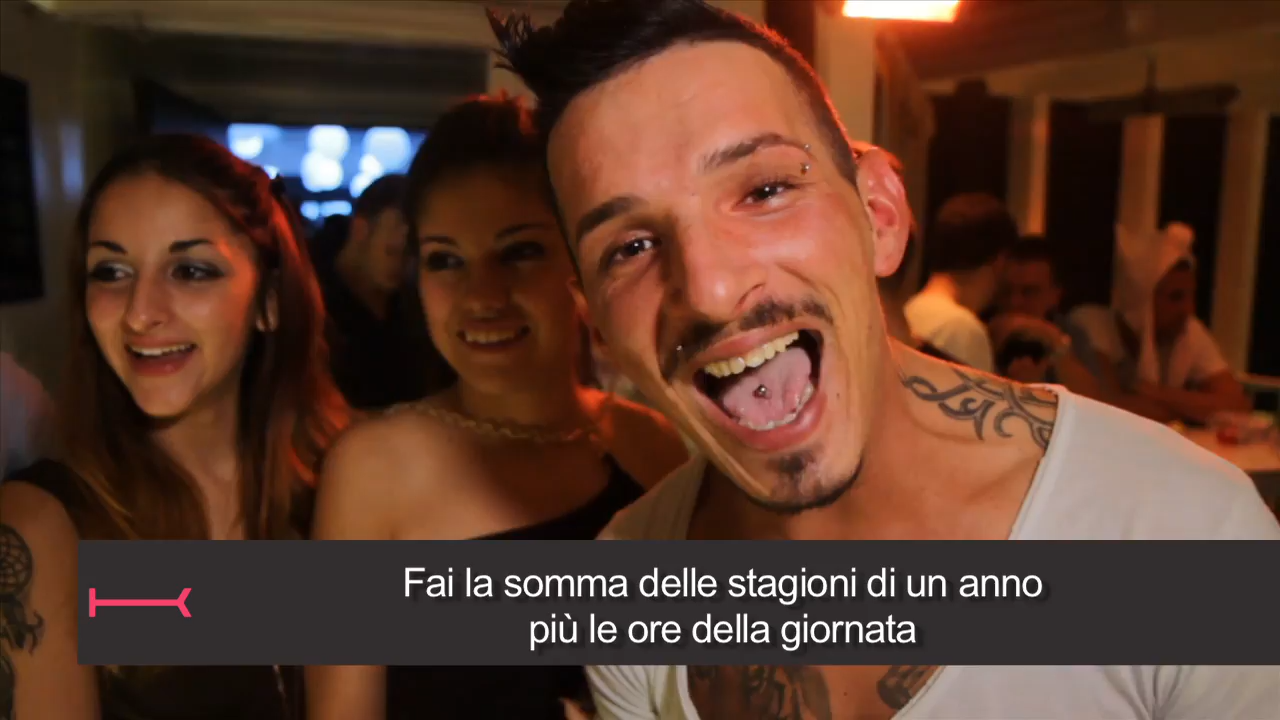 Fai la somma delle stagioni di un anno
più le ore della giornata